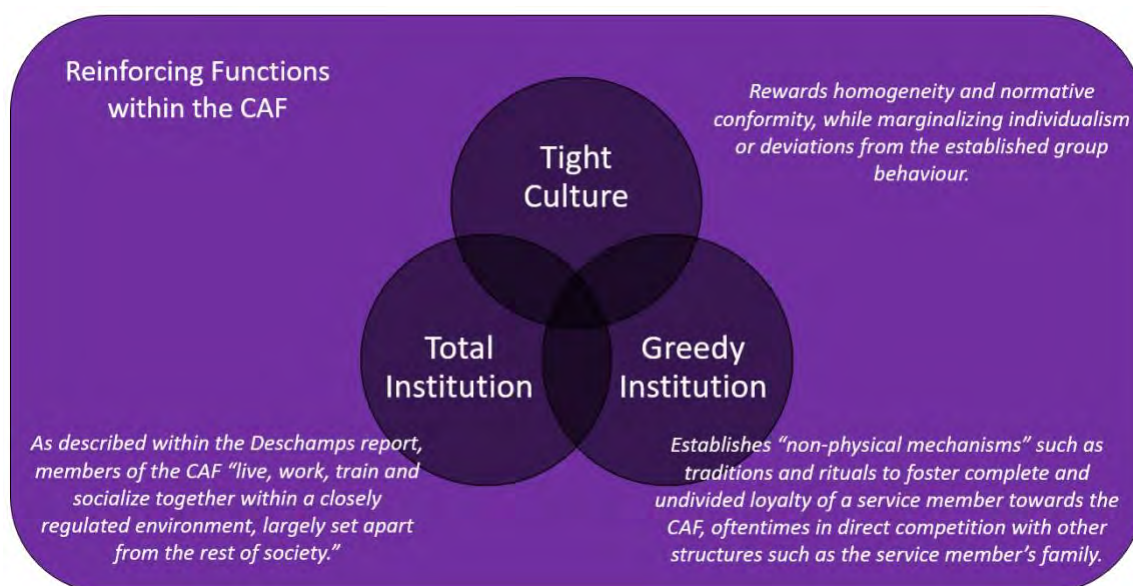 Reinforcing Functions
within the CAF
Rewards homogeneity and normative
conformity, while marginalizing individualism
or deviations from the established group
behaviour.
Tight
Culture
Total
Institution
Greedy
Institution
As described within the Deschamps report,
members of the CAF “live, work, train and
socialize together within a closely
regulated environment, largely set apart
from the rest of society.”
Establishes “non-physical mechanisms” such as
traditions and rituals to foster complete and
undivided loyalty of a service member towards the
CAF, oftentimes in direct competition with other
structures such as the service member’s family.